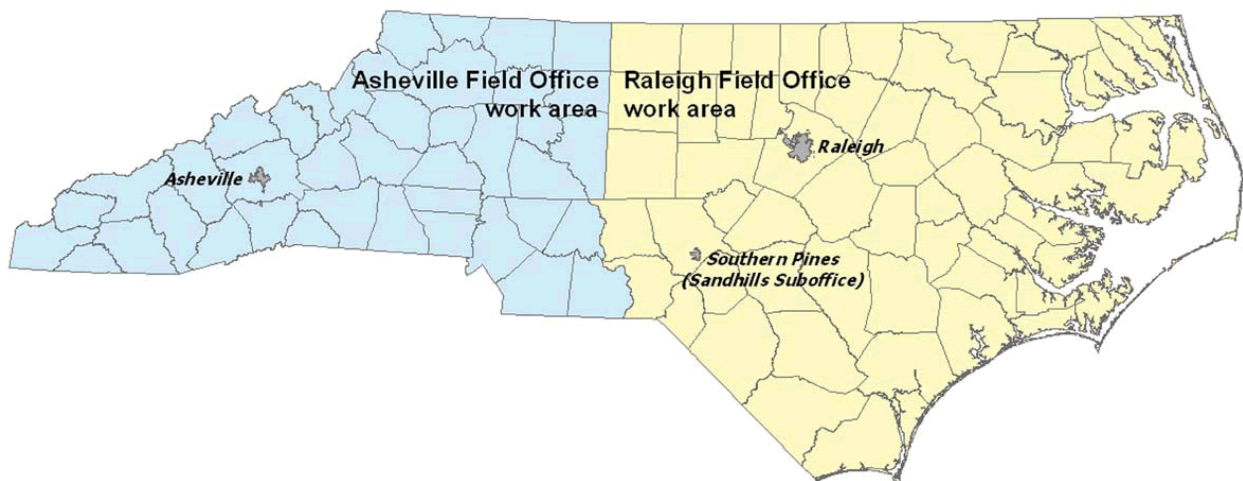 Asheville Field Office
work area
Raleigh Field Office
work area
Raleigh
Asheville
Southern Pines
(Sandhills Suboffice)